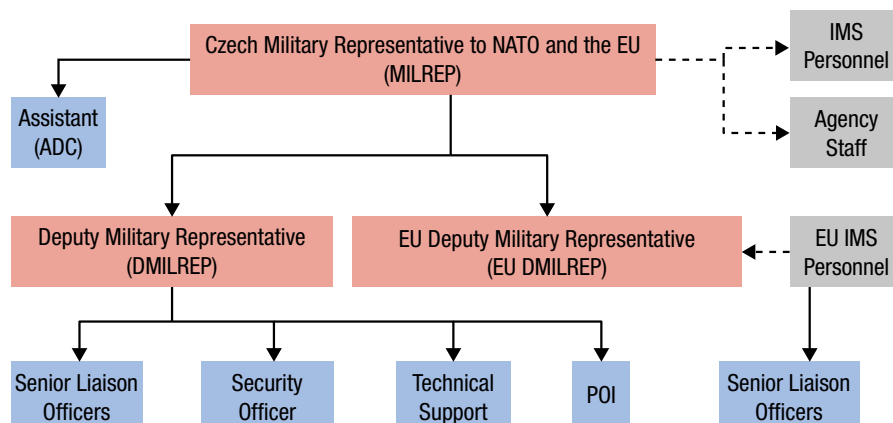 Czech Military Representative to NATO and the EU
(MILREP)
IMS
Personnel
Assistant
(ADC)
Agency
Staff
Deputy Military Representative
(DMILREP)
EU Deputy Military Representative
(EU DMILREP)
EU IMS
Personnel
Senior Liaison
Officers
Security
Officer
Technical
Support
POI
Senior Liaison
Officers